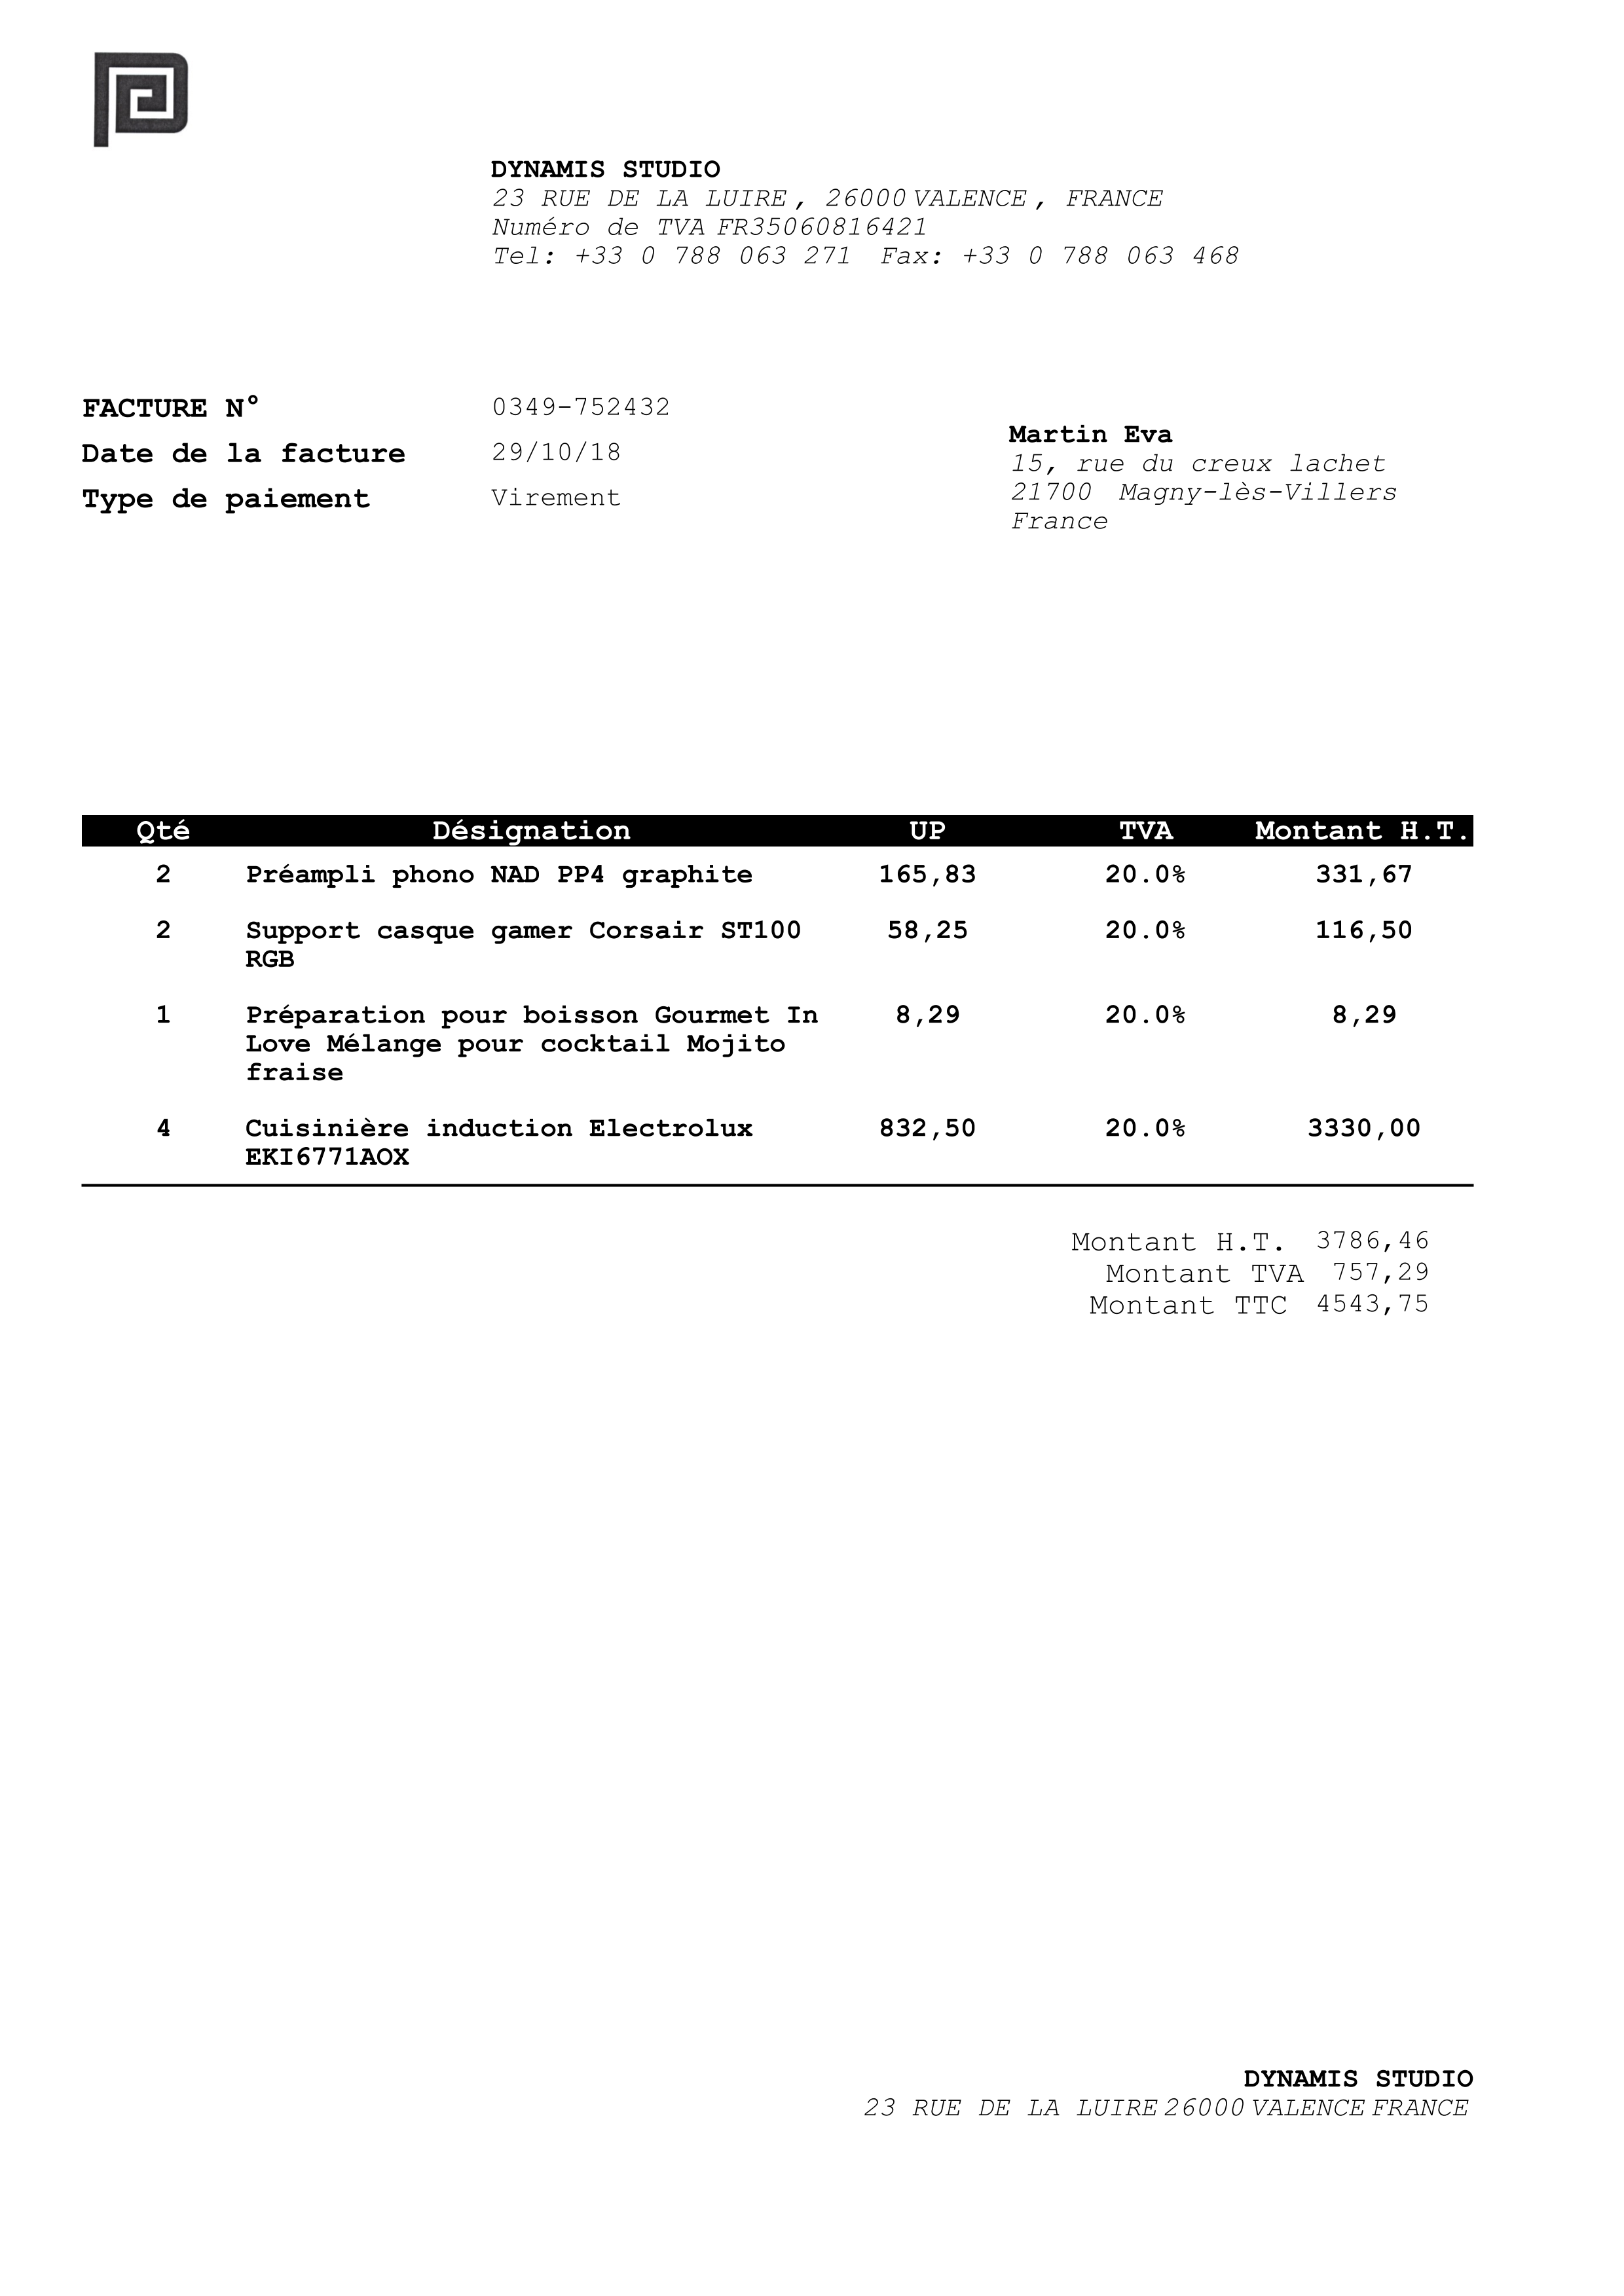 DYNAMIS STUDIO
23 RUE DE LA LUIRE, 26000 VALENCE, FRANCE
Numéro de TVA FR35060816421
Tel: +33 0 788 063 271 Fax: +33 0 788 063 468
FACTURE N° 0349-752432
Date de la facture 29/10/18
Type de paiement Virement
Martin Eva
15, rue du creux lachet
21700 Magny-lès-Villers
France
Qté Désignation UP TVA Montant H.T.
2 Préampli phono NAD PP4 graphite 165,83 20.0% 331,67
2 Support casque gamer Corsair ST100 58,25 20.0% 116,50
RGB
1 Préparation pour boisson Gourmet In 8,29 20.0% 8,29
Love Mélange pour cocktail Mojito
fraise
4 Cuisinière induction Electrolux 832,50 20.0% 3330,00
EKI6771AOX
Montant H.T. 3786,46
Montant TVA 757,29
Montant TTC 4543,75
DYNAMIS STUDIO
23 RUE DE LA LUIRE 26000 VALENCE FRANCE